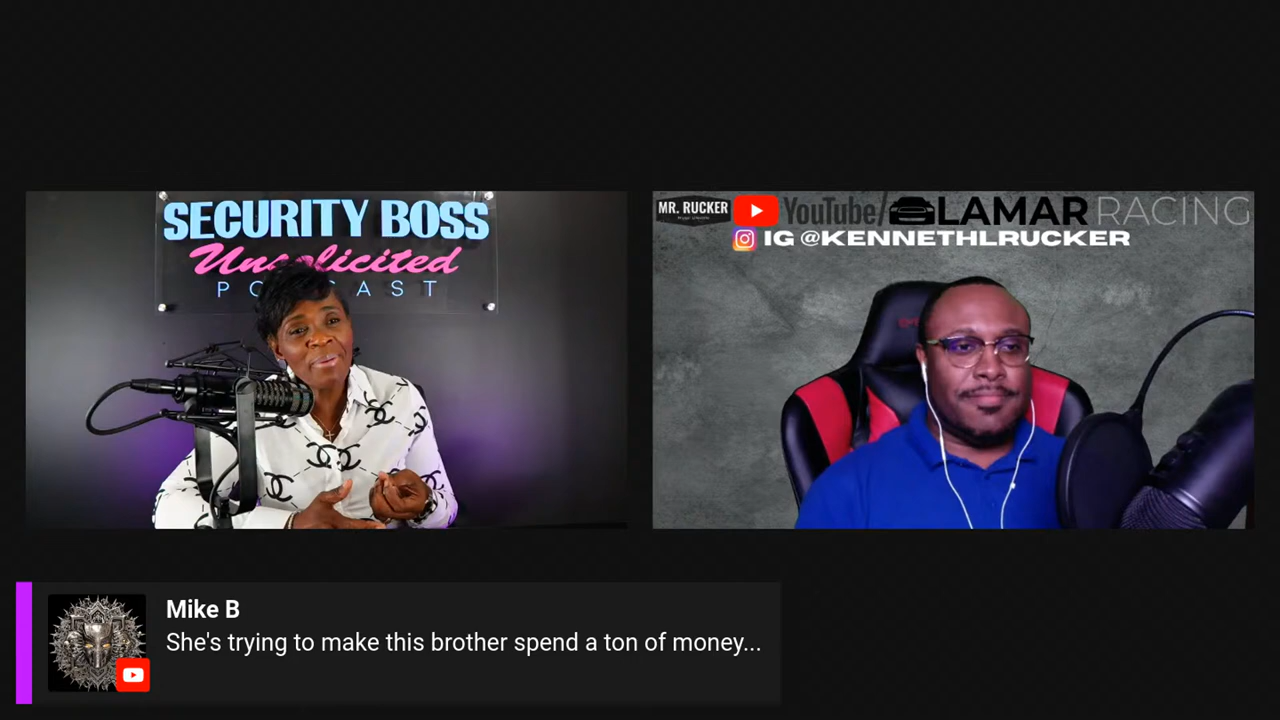 SECURITY BOSS
Unsolicited
PODCAST
MR. RUCKER
YouTube/LAMAR RACING
IG @KENNETHLRUCKER
Mike B
She's trying to make this brother spend a ton of money...